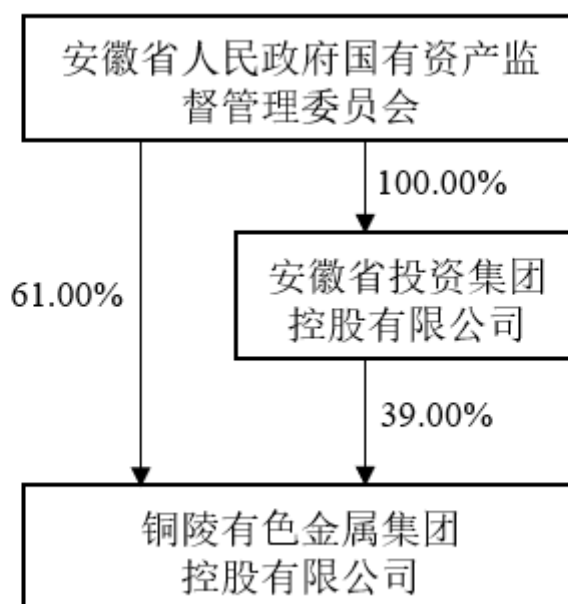 安徽省人民政府国有资产监
督管理委员会
100.00%
安徽省投资集团
控股有限公司
61.00%
39.00%
铜陵有色金属集团
控股有限公司